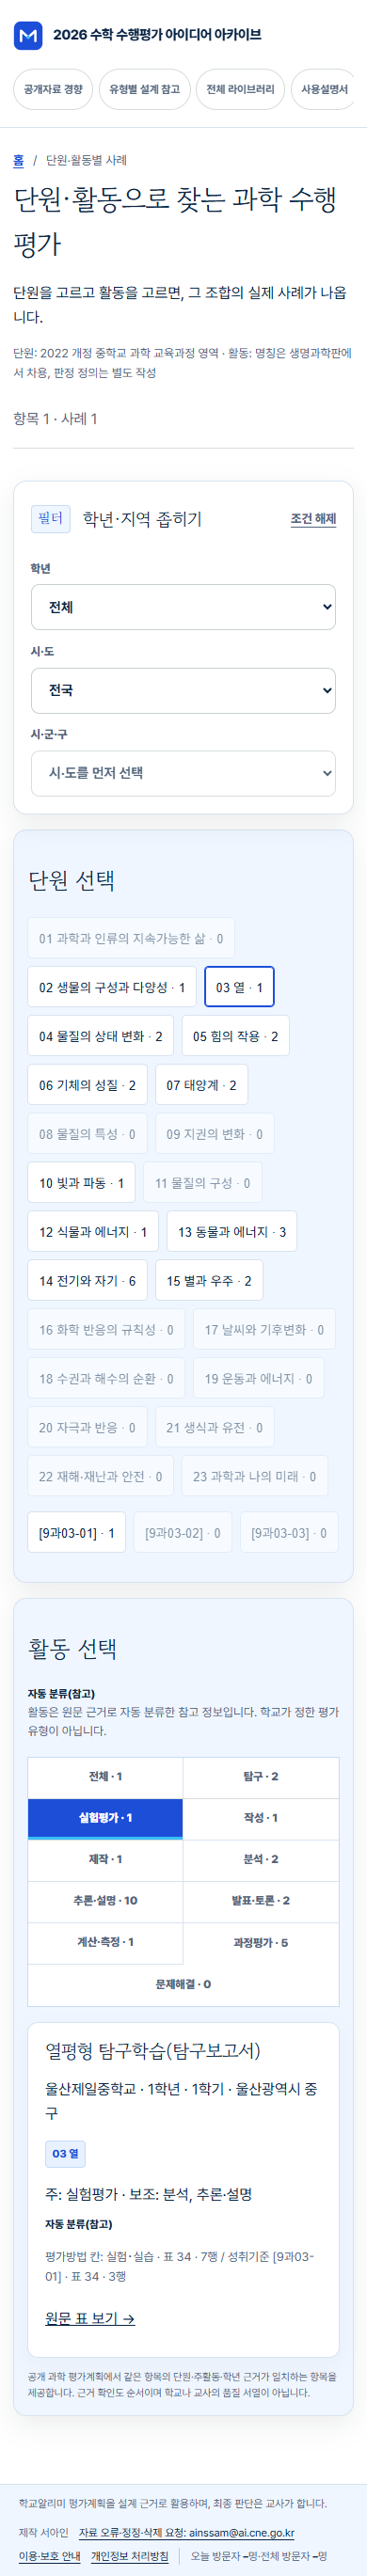 2026 수학 수행평가 아이디어 아카이브
공개자료 경향
유형별 설계 참고
전체 라이브러리
사용설명서
홈 / 단원·활동별 사례
단원·활동으로 찾는 과학 수행
평가
단원을 고르고 활동을 고르면, 그 조합의 실제 사례가 나옵
니다.
단원: 2022 개정 중학교 과학 교육과정 영역 · 활동: 명칭은 생명과학판에
서 차용, 판정 정의는 별도 작성
항목 1 · 사례 1
필터 학년·지역 좁히기 조건 해제
학년
전체
시·도
전국
시·군·구
시·도를 먼저 선택
단원 선택
01 과학과 인류의 지속가능한 삶 · 0
02 생물의 구성과 다양성 · 1
03 열 · 1
04 물질의 상태 변화 · 2
05 힘의 작용 · 2
06 기체의 성질 · 2
07 태양계 · 2
08 물질의 특성 · 0
09 지권의 변화 · 0
10 빛과 파동 · 1
11 물질의 구성 · 0
12 식물과 에너지 · 1
13 동물과 에너지 · 3
14 전기와 자기 · 6
15 별과 우주 · 2
16 화학 반응의 규칙성 · 0
17 날씨와 기후변화 · 0
18 수권과 해수의 순환 · 0
19 운동과 에너지 · 0
20 자극과 반응 · 0
21 생식과 유전 · 0
22 재해·재난과 안전 · 0
23 과학과 나의 미래 · 0
[9과03-01] · 1
[9과03-02] · 0
[9과03-03] · 0
활동 선택
자동 분류(참고)
활동은 원문 근거로 자동 분류한 참고 정보입니다. 학교가 정한 평가
유형이 아닙니다.
전체 · 1
탐구 · 2
실험평가 · 1
작성 · 1
제작 · 1
분석 · 2
추론·설명 · 10
발표·토론 · 2
계산·측정 · 1
과정평가 · 5
문제해결 · 0
열평형 탐구학습(탐구보고서)
울산제일중학교 · 1학년 · 1학기 · 울산광역시 중
구
03 열
주: 실험평가 · 보조: 분석, 추론·설명
자동 분류(참고)
평가방법 칸: 실험·실습 · 표 34 · 7행 / 성취기준 [9과03-
01] · 표 34 · 3행
원문 표 보기 →
공개 과학 평가계획에서 같은 항목의 단원·주활동·학년 근거가 일치하는 항목을
제공합니다. 근거 확인도 순서이며 학교나 교사의 품질 서열이 아닙니다.
학교알리미 평가계획을 설계 근거로 활용하며, 최종 판단은 교사가 합니다.
제작 서아인 자료 오류·정정·삭제 요청: ainssam@ai.cne.go.kr
이용·보호 안내 개인정보 처리방침 오늘 방문자 –명·전체 방문자 –명